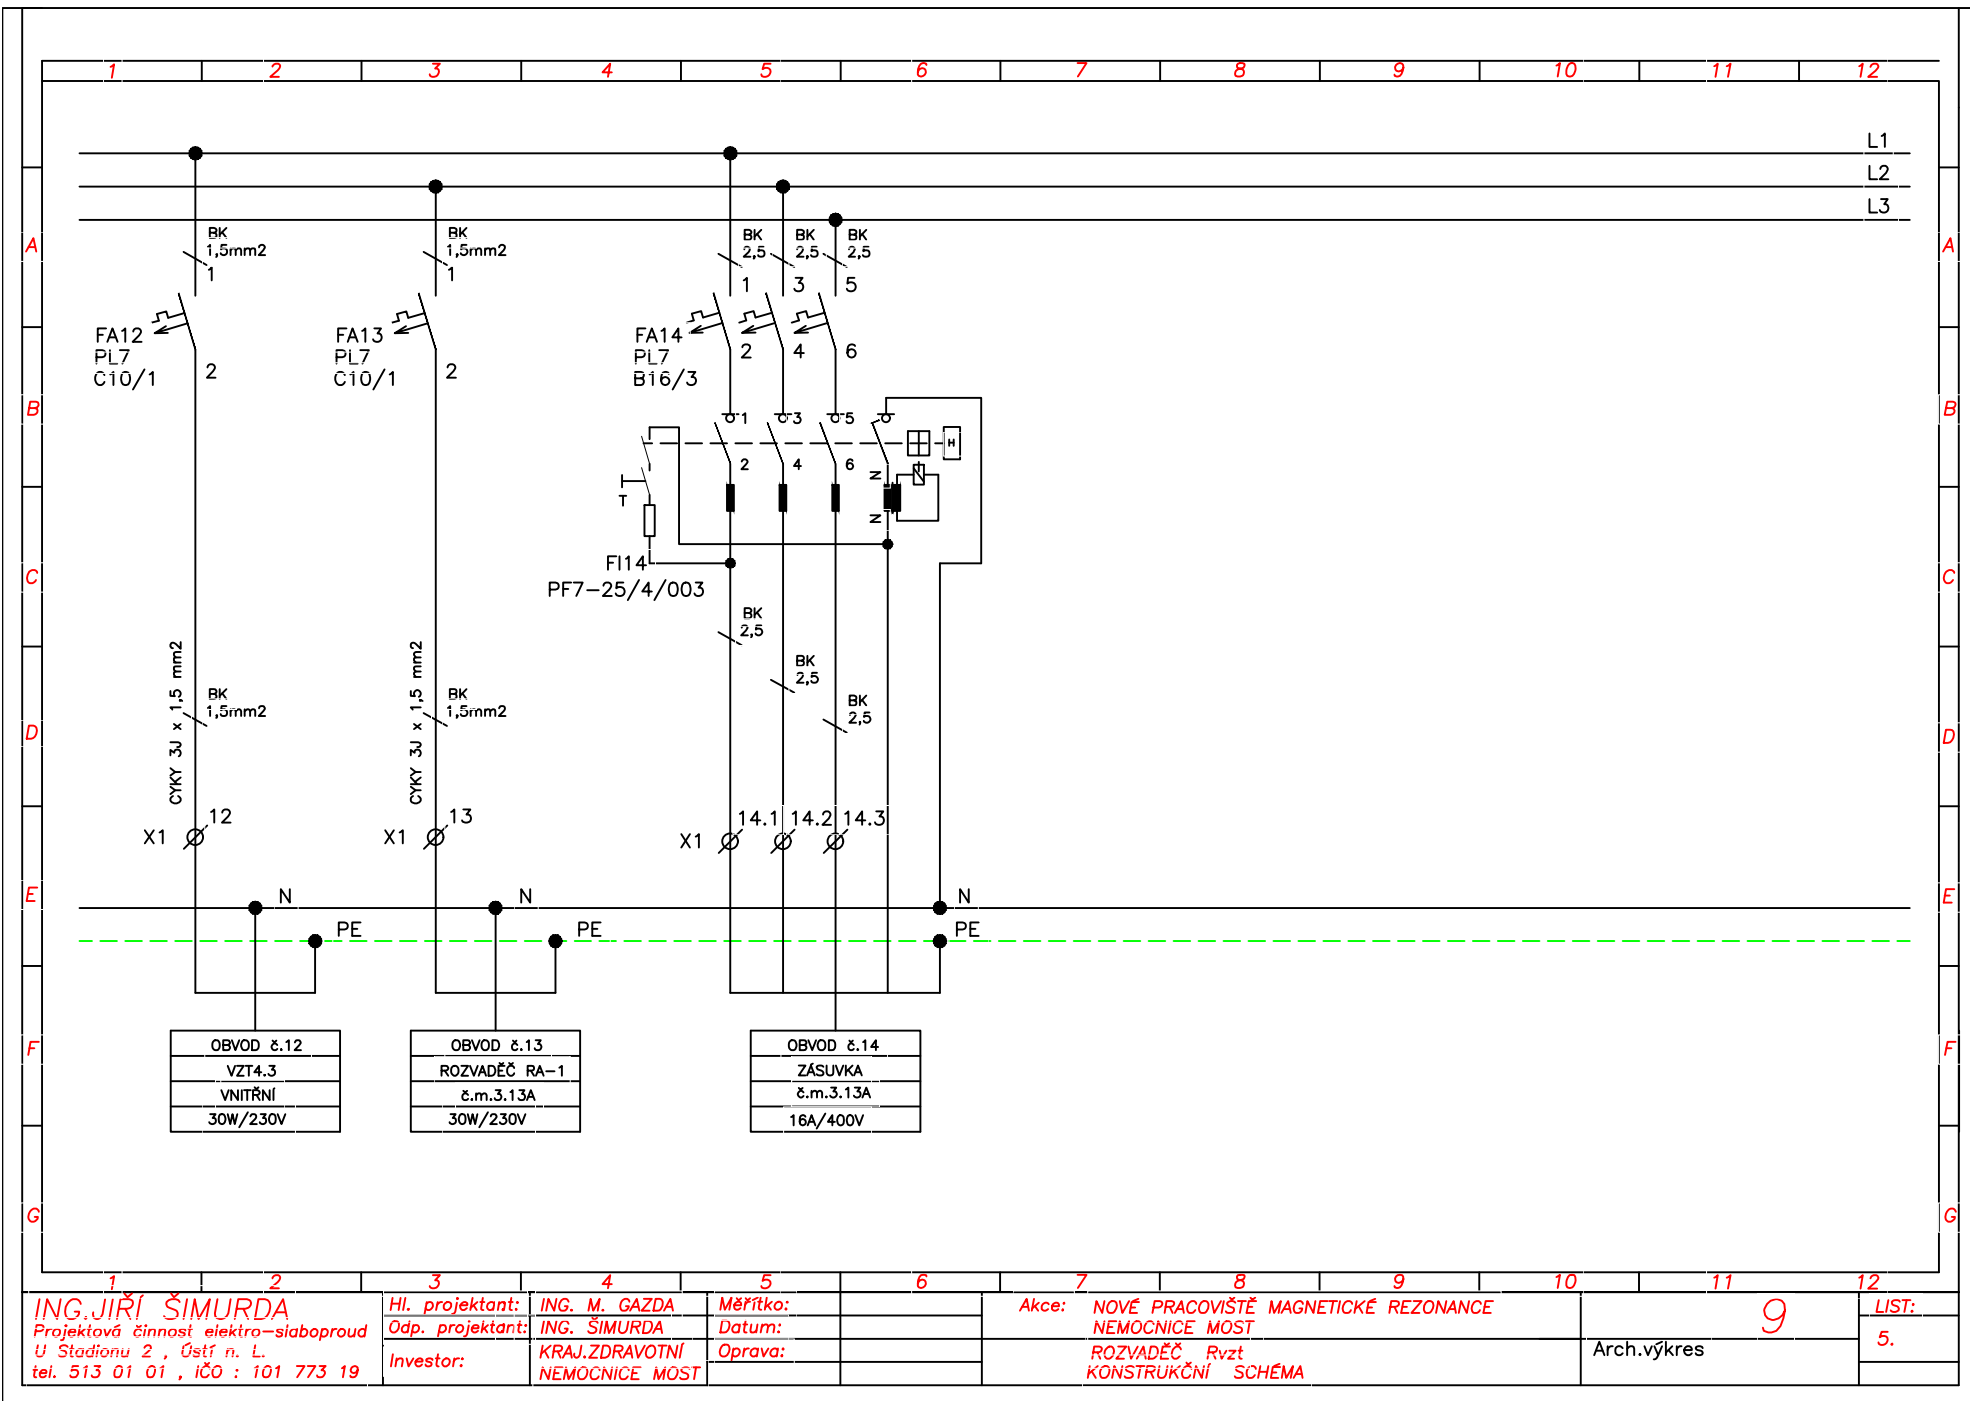 1 2 3 4 5 6 7 8 9 10 11 12
L1
L2
L3
A A
BK
1,5mm2
1
BK
1,5mm2
1
BK
2,5
1
BK
2,5
3
BK
2,5
5
FA12
PL7
C10/1
2
FA13
PL7
C10/1
2
FA14
PL7
B16/3
2 4 6
B B
1 3 5
H
2 4 6 N
T
N
FI14
PF7-25/4/003
C C
BK
2,5
BK
2,5
BK
2,5
CYKY 3J x 1,5 mm2
BK
1,5mm2
CYKY 3J x 1,5 mm2
BK
1,5mm2
D D
X1 12
X1 13
X1 14.1 14.2 14.3
E E
N N N
PE PE PE
F F
OBVOD č.12
VZT4.3
VNITŘNÍ
30W/230V
OBVOD č.13
ROZVADĚČ RA-1
č.m.3.13A
30W/230V
OBVOD č.14
ZÁSUVKA
č.m.3.13A
16A/400V
G G
1 2 3 4 5 6 7 8 9 10 11 12
ING.JIŘÍ ŠIMURDA
Projektová činnost elektro-slaboproud
U Stadionu 2 , Ústí n. L.
tel. 513 01 01 , IČO : 101 773 19
Hl. projektant: ING. M. GAZDA
Odp. projektant: ING. ŠIMURDA
Investor: KRAJ.ZDRAVOTNÍ
NEMOCNICE MOST
Měřítko:
Datum:
Oprava:
Akce: NOVÉ PRACOVIŠTĚ MAGNETICKÉ REZONANCE
NEMOCNICE MOST
ROZVADĚČ Rvzt
KONSTRUKČNÍ SCHÉMA
9
Arch.výkres
LIST:
5.